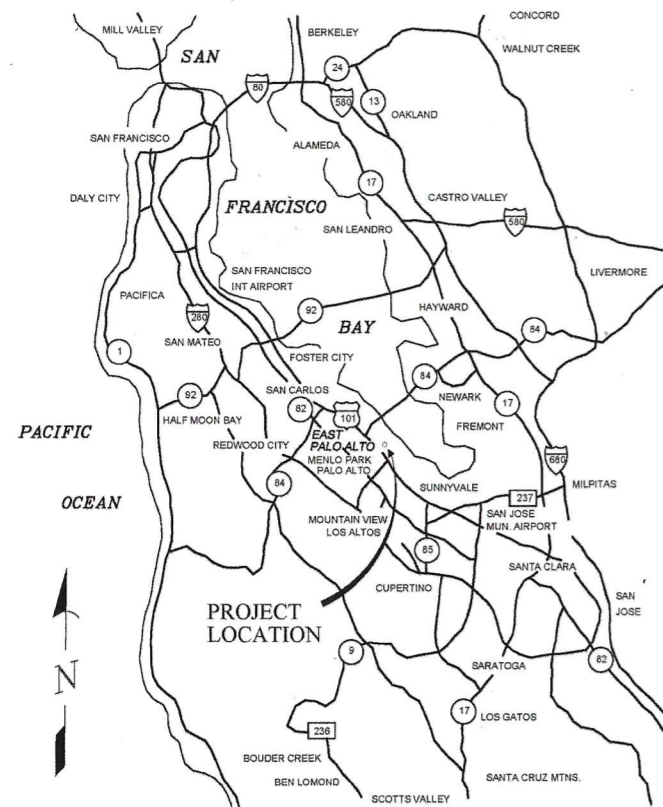 CONCORD
MILL VALLEY
BERKELEY
SAN
WALNUT CREEK
24
80
580
13
OAKLAND
SAN FRANCISCO
ALAMEDA
17
DALY CITY
FRANCISCO
CASTRO VALLEY
580
SAN LEANDRO
SAN FRANCISCO
INT AIRPORT
LIVERMORE
PACIFICA
HAYWARD
280
92
84
SAN MATEO
BAY
1
FOSTER CITY
92
SAN CARLOS
84
NEWARK
82
101
17
HALF MOON BAY
FREMONT
PACIFIC
EAST
PALO ALTO
REDWOOD CITY
MENLO PARK
PALO ALTO
680
84
SUNNYVALE
MILPITAS
OCEAN
237
MOUNTAIN VIEW
LOS ALTOS
SAN JOSE
MUN. AIRPORT
85
SANTA CLARA
CUPERTINO
SAN
JOSE
PROJECT
LOCATION
N
9
SARATOGA
82
17
LOS GATOS
236
BOUDER CREEK
BEN LOMOND
SANTA CRUZ MTNS.
SCOTTS VALLEY